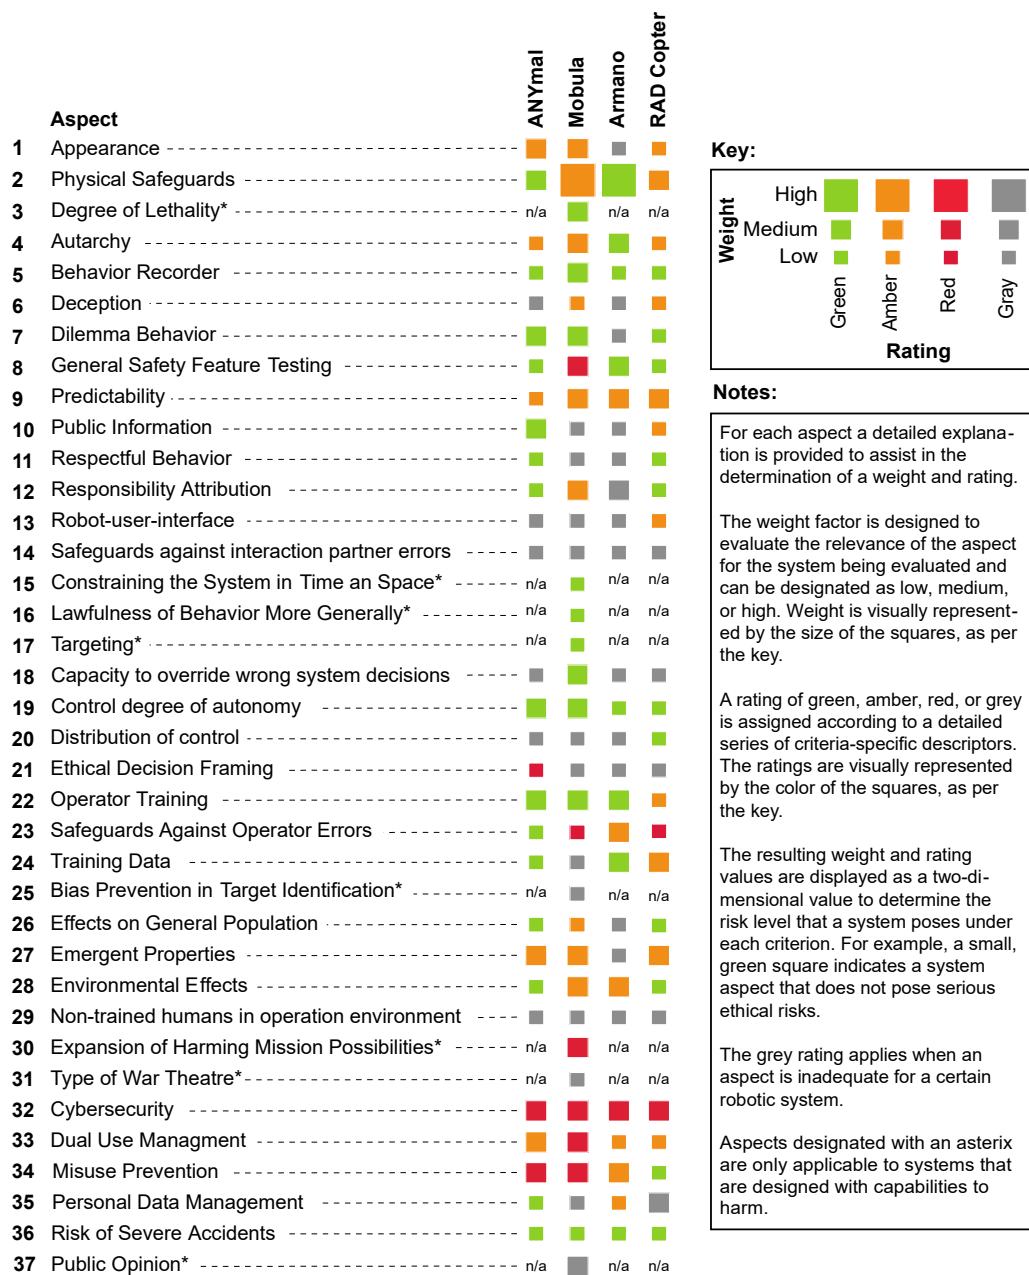 ANYmal Mobula Armano RAD Copter
Aspect
1 Appearance
2 Physical Safeguards
3 Degree of Lethality* n/a n/a n/a
4 Autarchy
5 Behavior Recorder
6 Deception
7 Dilemma Behavior
8 General Safety Feature Testing
9 Predictability
10 Public Information
11 Respectful Behavior
12 Responsibility Attribution
13 Robot-user-interface
14 Safeguards against interaction partner errors
15 Constraining the System in Time an Space* n/a n/a n/a
16 Lawfulness of Behavior More Generally* n/a n/a n/a
17 Targeting* n/a n/a n/a
18 Capacity to override wrong system decisions
19 Control degree of autonomy
20 Distribution of control
21 Ethical Decision Framing
22 Operator Training
23 Safeguards Against Operator Errors
24 Training Data
25 Bias Prevention in Target Identification* n/a n/a n/a
26 Effects on General Population
27 Emergent Properties
28 Environmental Effects
29 Non-trained humans in operation environment
30 Expansion of Harming Mission Possibilities* n/a n/a n/a
31 Type of War Theatre* n/a n/a n/a
32 Cybersecurity
33 Dual Use Managment
34 Misuse Prevention
35 Personal Data Management
36 Risk of Severe Accidents
37 Public Opinion* n/a n/a n/a
Key:
Weight
High
Medium
Low
Green Amber Red Gray
Rating
Notes:
For each aspect a detailed explana-
tion is provided to assist in the
determination of a weight and rating.
The weight factor is designed to
evaluate the relevance of the aspect
for the system being evaluated and
can be designated as low, medium,
or high. Weight is visually represent-
ed by the size of the squares, as per
the key.
A rating of green, amber, red, or grey
is assigned according to a detailed
series of criteria-specific descriptors.
The ratings are visually represented
by the color of the squares, as per
the key.
The resulting weight and rating
values are displayed as a two-di-
mensional value to determine the
risk level that a system poses under
each criterion. For example, a small,
green square indicates a system
aspect that does not pose serious
ethical risks.
The grey rating applies when an
aspect is inadequate for a certain
robotic system.
Aspects designated with an asterix
are only applicable to systems that
are designed with capabilities to
harm.